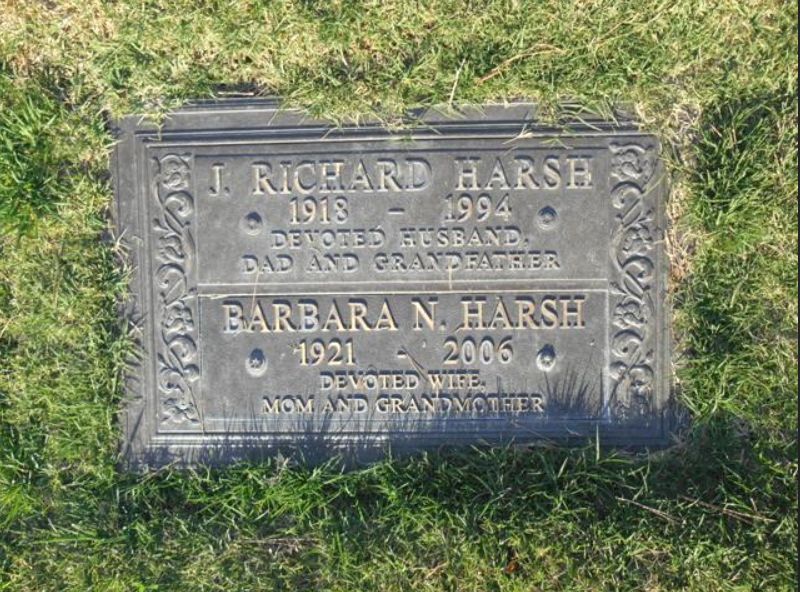 J. RICHARD HARSH
1918 – 1994
DEVOTED HUSBAND,
DAD AND GRANDFATHER
BARBARA N. HARSH
1921 - 2006
DEVOTED WIFE,
MOM AND GRANDMOTHER